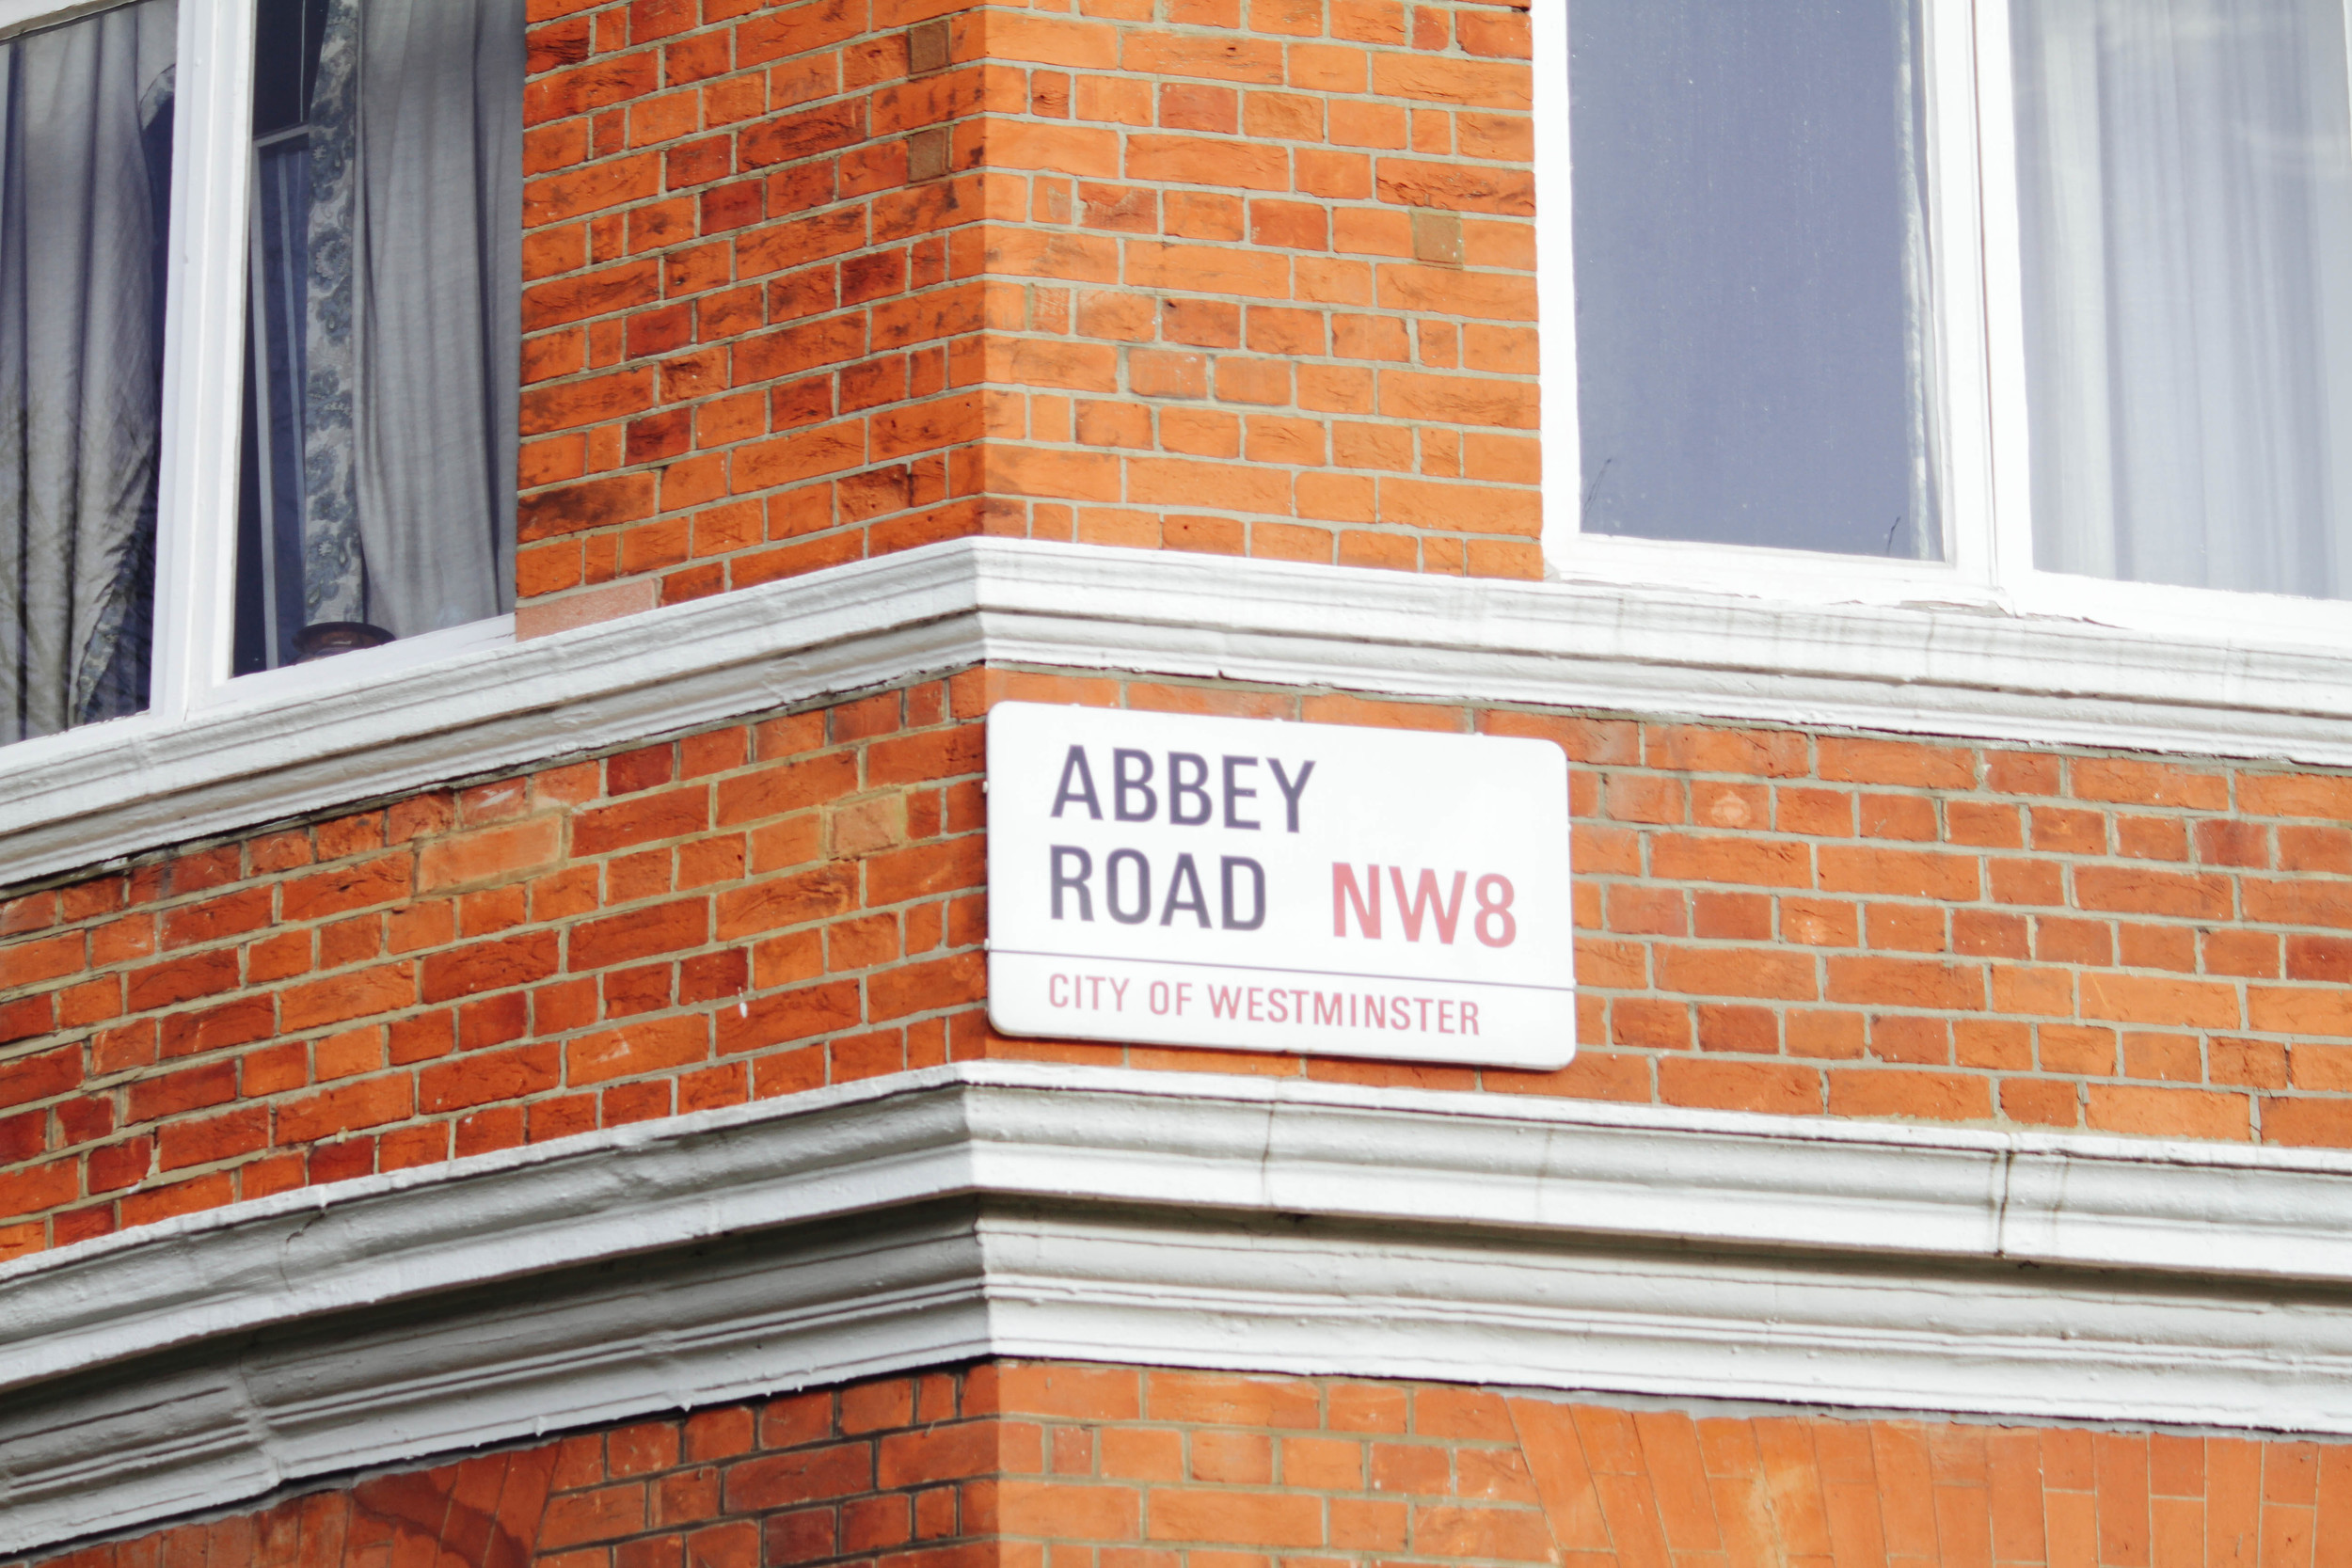 ABBEY
ROAD NW8
CITY OF WESTMINSTER